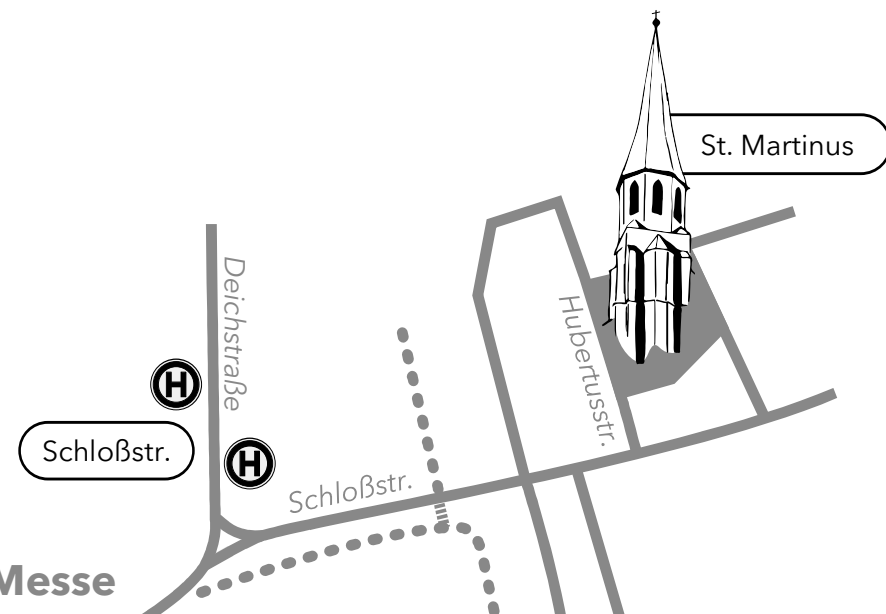 St. Martinus
Deichstraße
Hubertusstr.
H
Schloßstr.
H
Schloßstr.
Messe